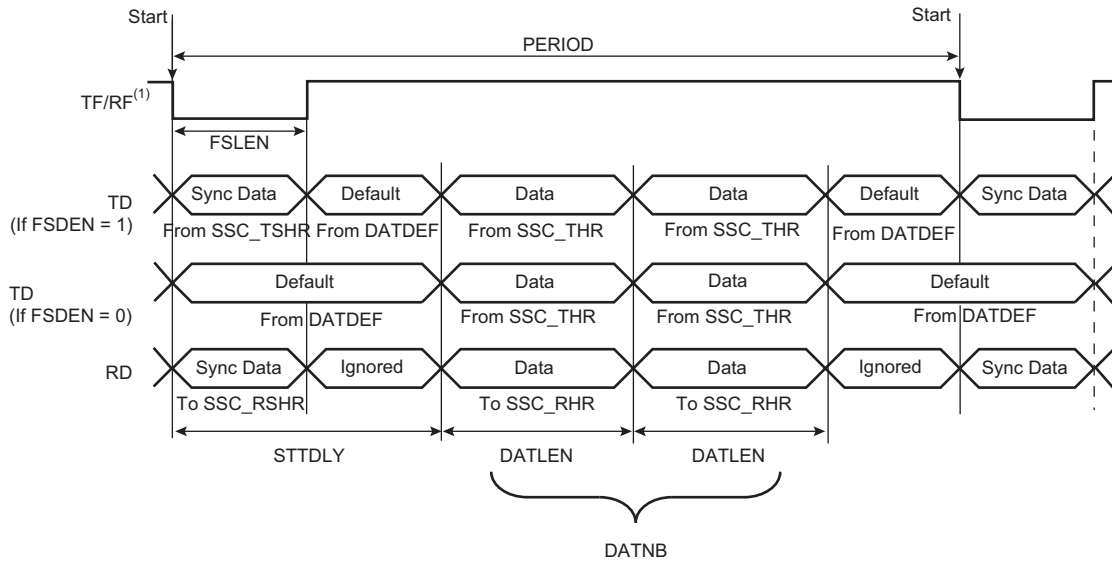 Start
Start
PERIOD
TF/RF(1)
FSLEN
Sync Data
Default
Data
Data
Default
Sync Data
TD
(If FSDEN = 1)
From SSC_TSHR
From DATDEF
From SSC_THR
From SSC_THR
From DATDEF
Default
Data
Data
Default
TD
(If FSDEN = 0)
From DATDEF
From SSC_THR
From SSC_THR
From DATDEF
RD
Sync Data
Ignored
Data
Data
Ignored
Sync Data
To SSC_RSHR
To SSC_RHR
To SSC_RHR
STTDLY
DATLEN
DATLEN
DATNB